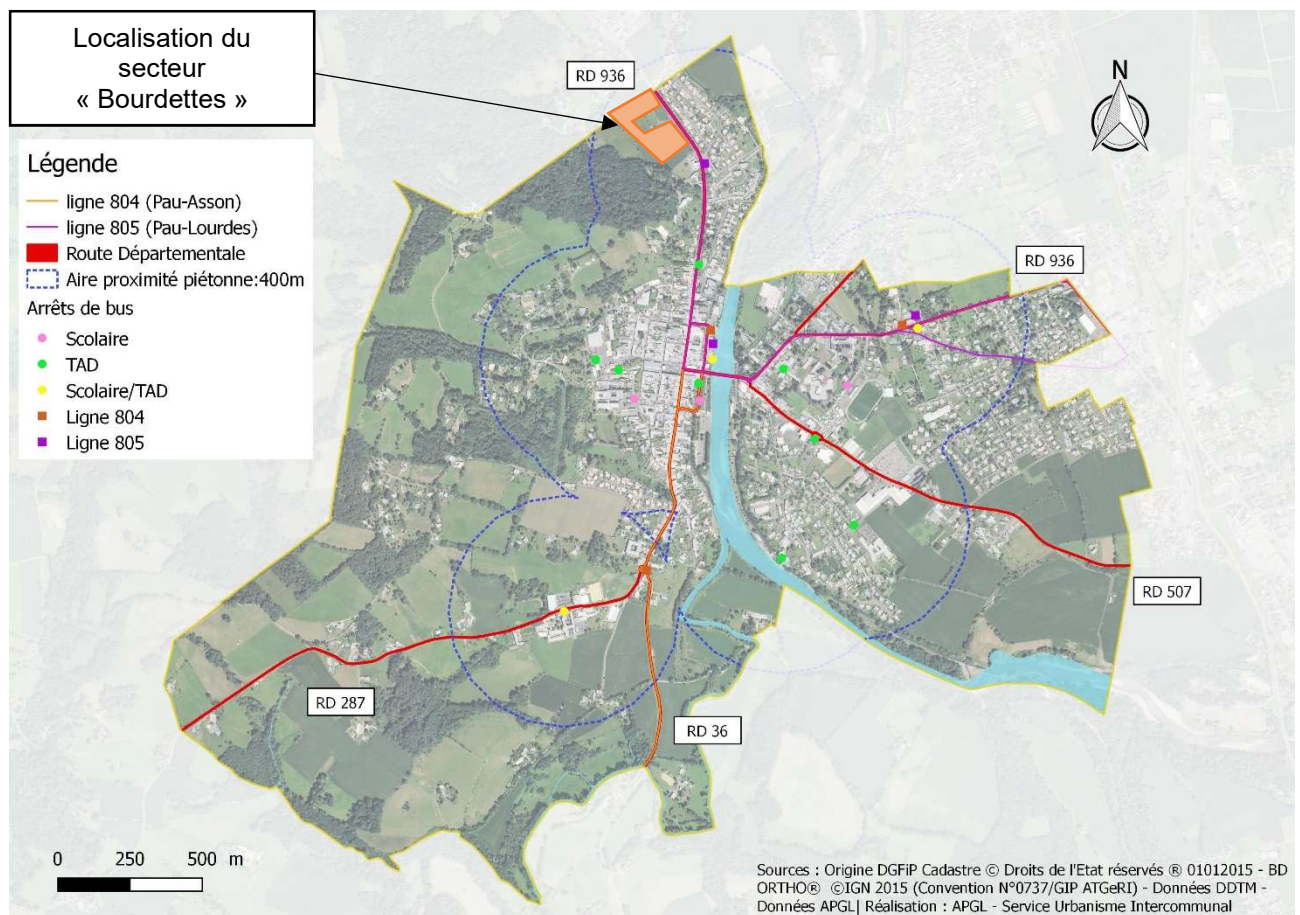 Localisation du
secteur
« Bourdettes »
RD 936
N
Légende
ligne 804 (Pau-Asson)
ligne 805 (Pau-Lourdes)
Route Départementale
Aire proximité piétonne:400m
Arrêts de bus
Scolaire
TAD
Scolaire/TAD
Ligne 804
Ligne 805
RD 936
RD 507
RD 287
RD 36
0 250 500 m
Sources : Origine DGFiP Cadastre © Droits de l'Etat réservés ® 01012015 - BD
ORTHO® ©IGN 2015 (Convention N°0737/GIP ATGeRI) - Données DDTM -
Données APGL| Réalisation : APGL - Service Urbanisme Intercommunal